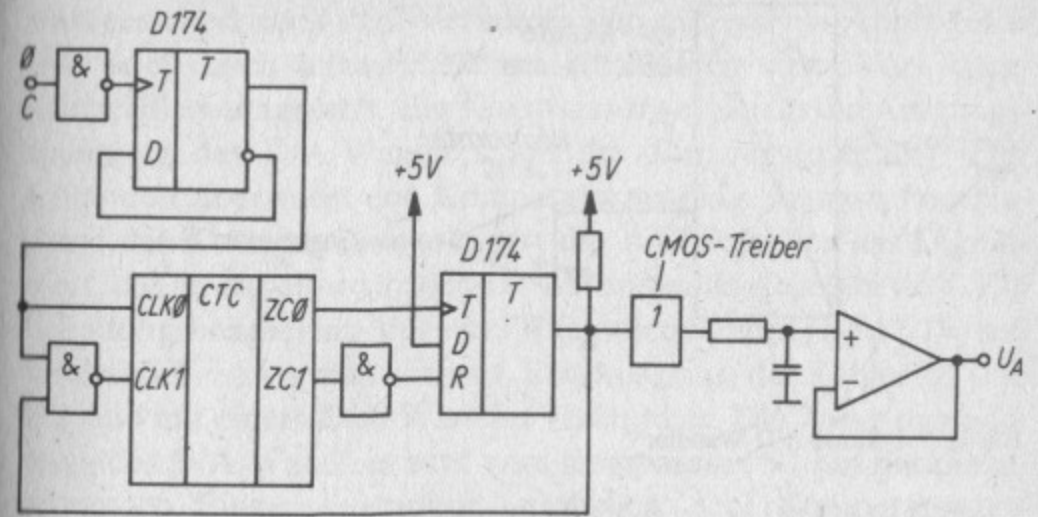 D174
Ø
C
&
T
T
D
+5V
+5V
D174
CMOS-Treiber
CLKØ
CTC
ZCØ
T
T
D
R
1
+
−
U_A
&
CLK1
ZC1
&